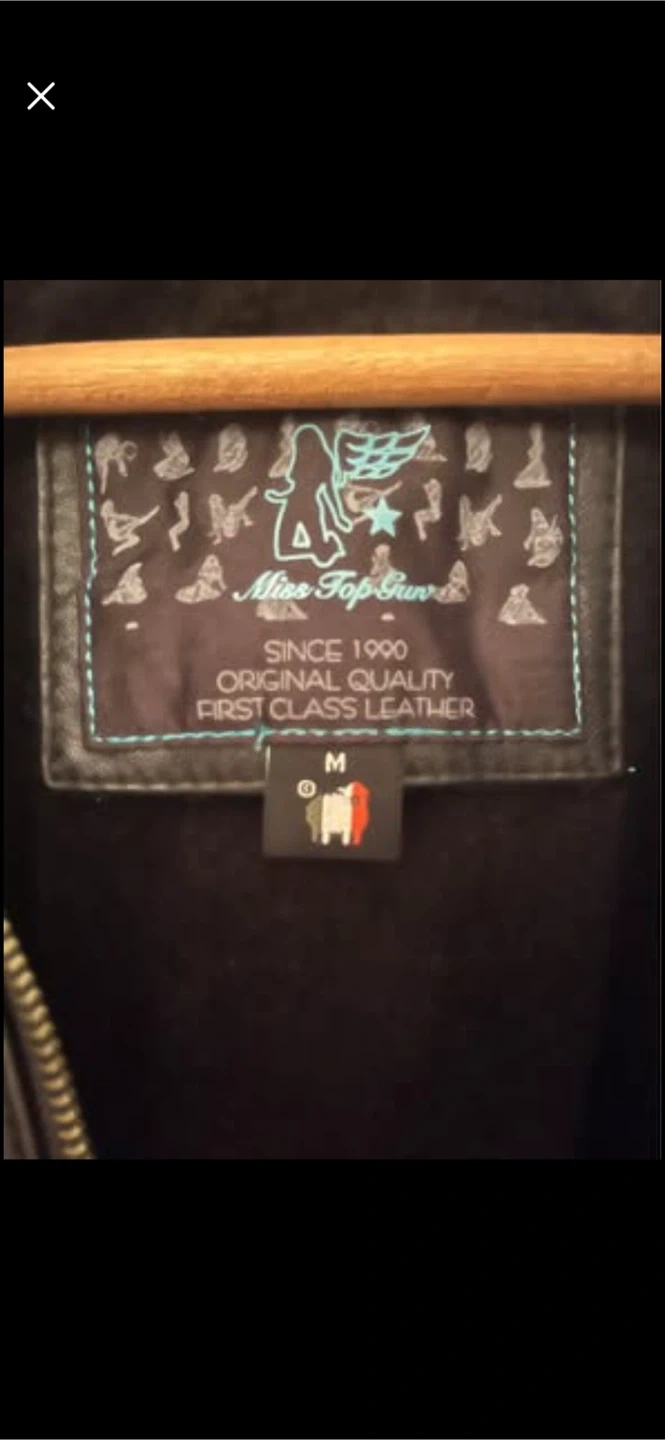 Miss Top Gun
SINCE 1990
ORIGINAL QUALITY
FIRST CLASS LEATHER
M